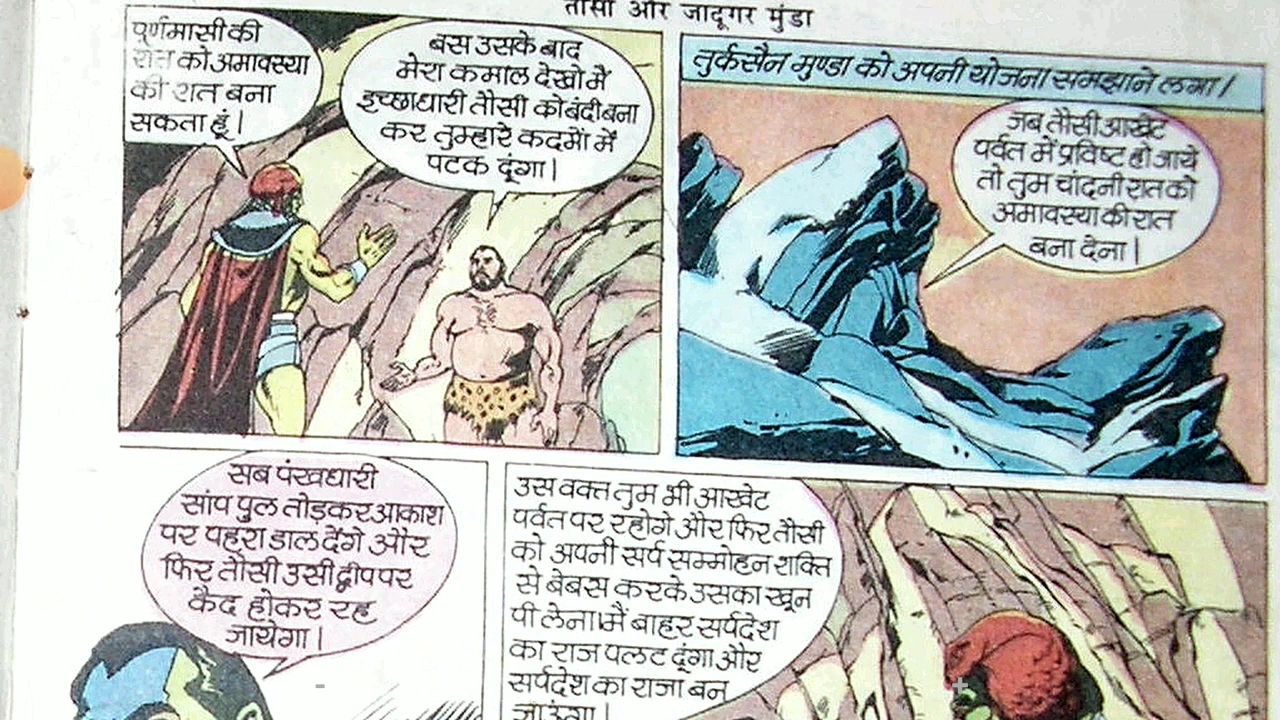 तौसी और जादूगर मुंडा
पूर्णमासी की
रात को अमावस्या
की रात बना
सकता हूं।
बस उसके बाद
मेरा कमाल देखो मैं
इच्छाधारी तौसी को बंदी बना
कर तुम्हारे कदमों में
पटक दूंगा।
तुर्कसैन मुण्डा को अपनी योजना समझाने लगा।
जब तौसी आखेट
पर्वत में प्रविष्ट हो जाये
तो तुम चांदनी रात को
अमावस्या की रात
बना देना।
सब पंखधारी
सांप पुल तोड़कर आकाश
पर पहरा डाल देंगे और
फिर तौसी उसी द्वीप पर
कैद होकर रह
जायेगा।
उस वक्त तुम भी आखेट
पर्वत पर रहोगे और फिर तौसी
को अपनी सर्प सम्मोहन शक्ति
से बेबस करके उसका खून
पी लेना। मैं बाहर सर्पदेश
का राज पलट दूंगा और
सर्पदेश का राजा बन
जाऊंगा।